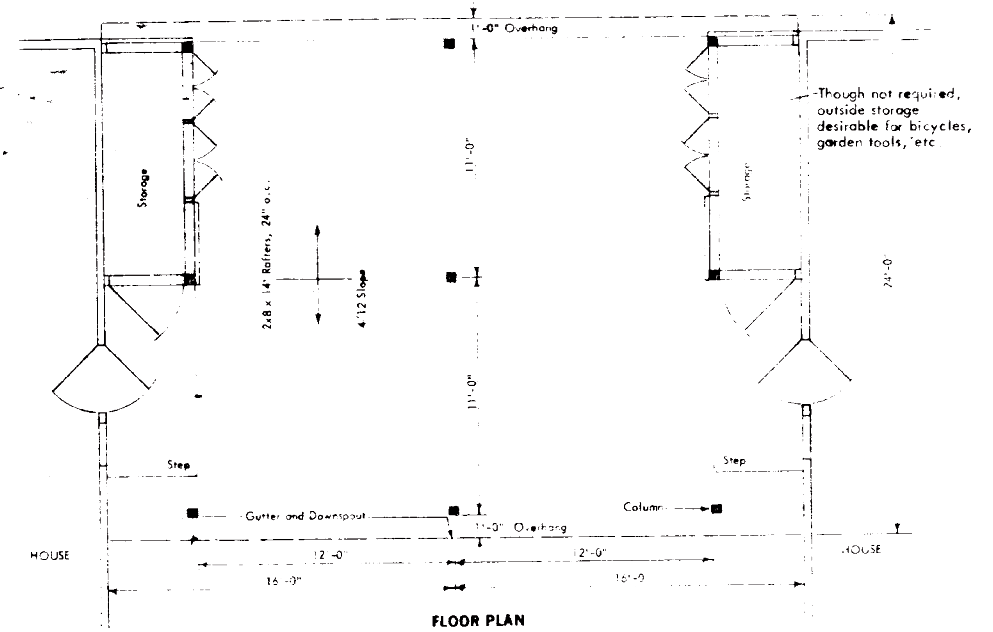 1'-0" Overhang
Though not required,
outside storage
desirable for bicycles,
garden tools, etc.
11'-0"
Storage
Storage
2x8 x 14' Rafters, 24" o.c.
4'12 Slope
24'-0"
11'-0"
Step
Step
Gutter and Downspout
Column
1'-0" Overhang
HOUSE
HOUSE
12'-0"
12'-0"
16'-0"
16'-0
FLOOR PLAN